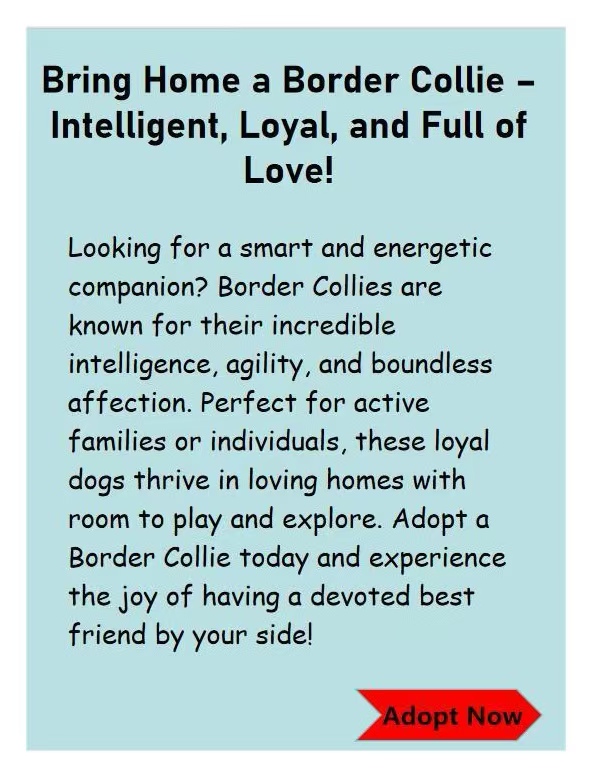 Bring Home a Border Collie –
Intelligent, Loyal, and Full of
Love!
Looking for a smart and energetic
companion? Border Collies are
known for their incredible
intelligence, agility, and boundless
affection. Perfect for active
families or individuals, these loyal
dogs thrive in loving homes with
room to play and explore. Adopt a
Border Collie today and experience
the joy of having a devoted best
friend by your side!
Adopt Now